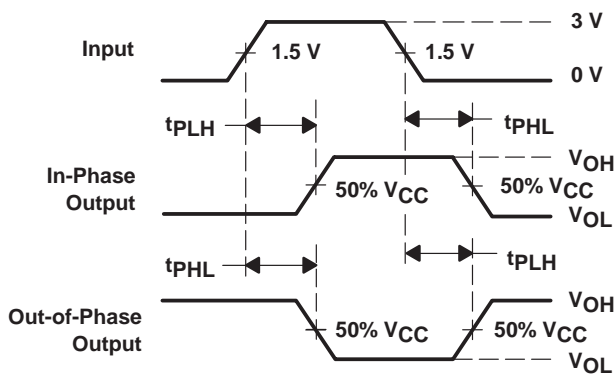 3 V
Input
1.5 V
1.5 V
0 V
tPLH
tPHL
VOH
In-Phase
Output
50% VCC
50% VCC
VOL
tPHL
tPLH
VOH
Out-of-Phase
Output
50% VCC
50% VCC
VOL